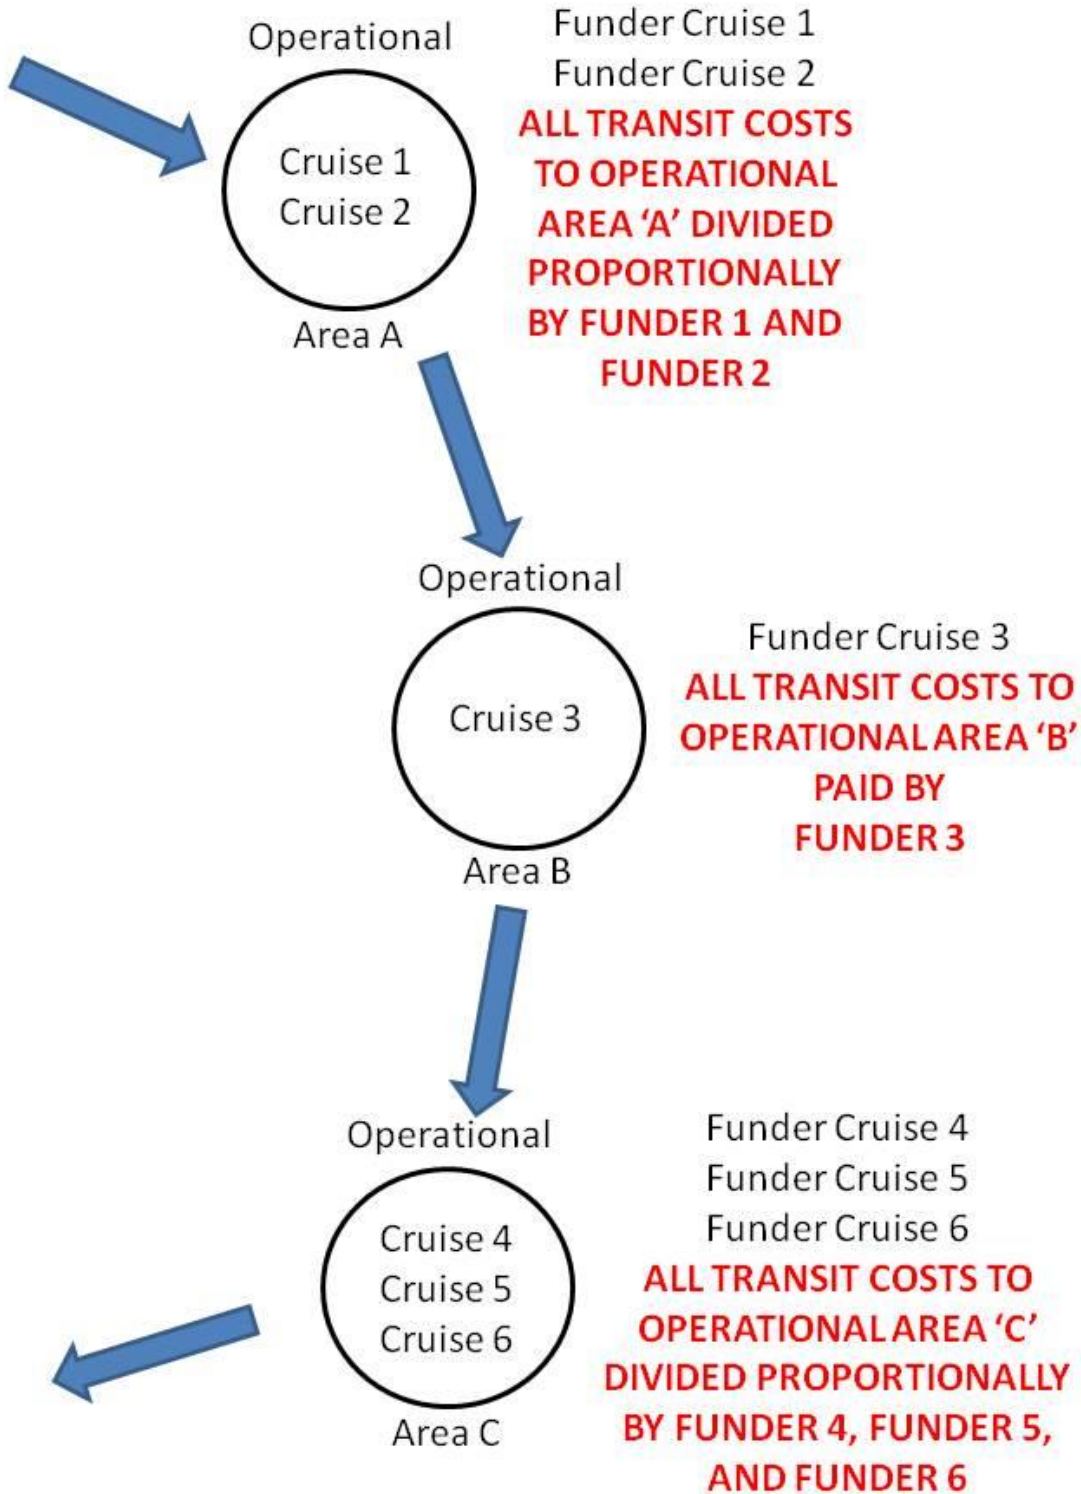 Operational
Funder Cruise 1
Funder Cruise 2
ALL TRANSIT COSTS
TO OPERATIONAL
AREA ‘A’ DIVIDED
PROPORTIONALLY
BY FUNDER 1 AND
FUNDER 2
Cruise 1
Cruise 2
Area A
Operational
Cruise 3
Area B
Funder Cruise 3
ALL TRANSIT COSTS TO
OPERATIONAL AREA ‘B’
PAID BY
FUNDER 3
Operational
Cruise 4
Cruise 5
Cruise 6
Area C
Funder Cruise 4
Funder Cruise 5
Funder Cruise 6
ALL TRANSIT COSTS TO
OPERATIONAL AREA ‘C’
DIVIDED PROPORTIONALLY
BY FUNDER 4, FUNDER 5,
AND FUNDER 6